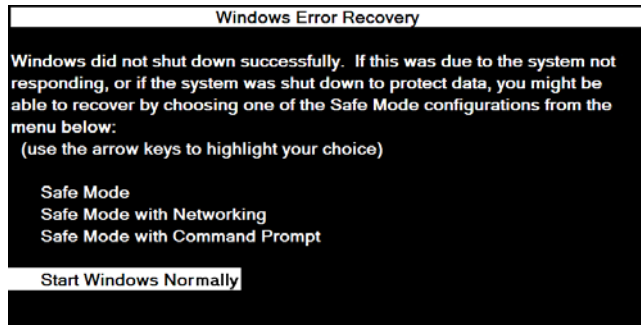 Windows Error Recovery
Windows did not shut down successfully. If this was due to the system not
responding, or if the system was shut down to protect data, you might be
able to recover by choosing one of the Safe Mode configurations from the
menu below:
(use the arrow keys to highlight your choice)
Safe Mode
Safe Mode with Networking
Safe Mode with Command Prompt
Start Windows Normally